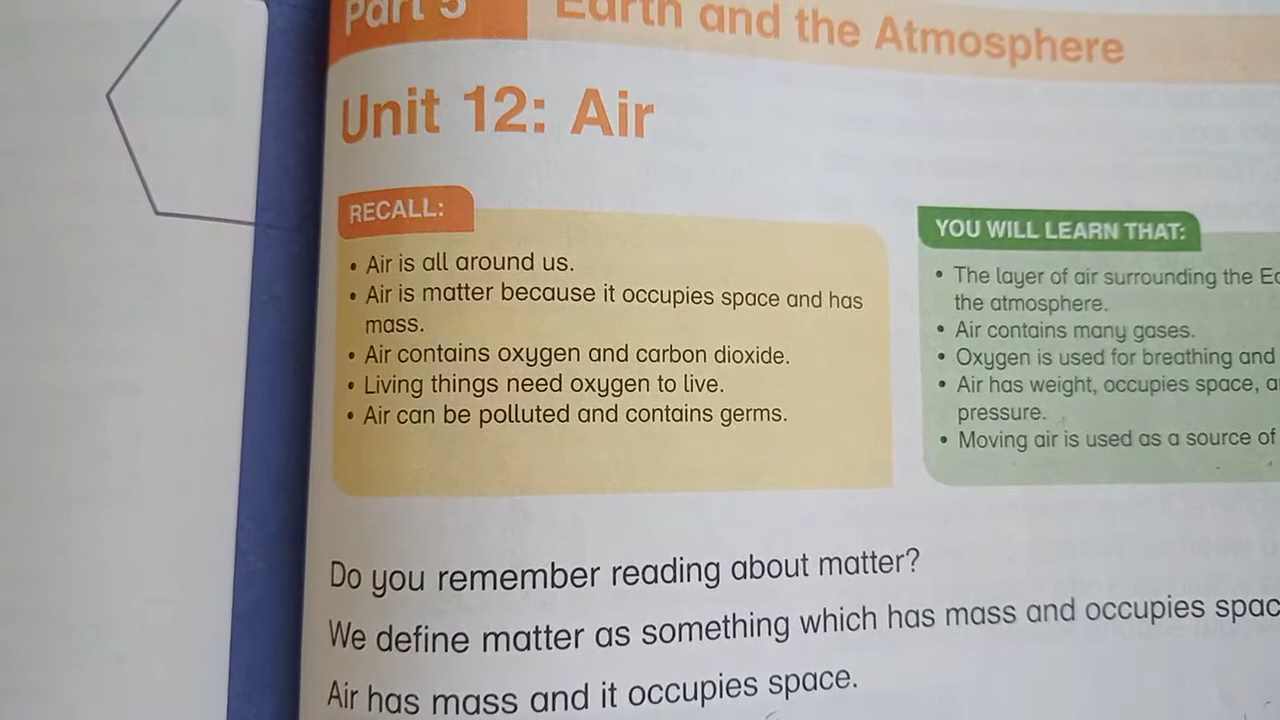 Part 5
Earth and the Atmosphere
Unit 12: Air
RECALL:
• Air is all around us.
• Air is matter because it occupies space and has
mass.
• Air contains oxygen and carbon dioxide.
• Living things need oxygen to live.
• Air can be polluted and contains germs.
YOU WILL LEARN THAT:
• The layer of air surrounding the
the atmosphere.
• Air contains many gases.
• Oxygen is used for breathing and
• Air has weight, occupies space,
pressure.
• Moving air is used as a source of
Do you remember reading about matter?
We define matter as something which has mass and occupies
Air has mass and it occupies space.